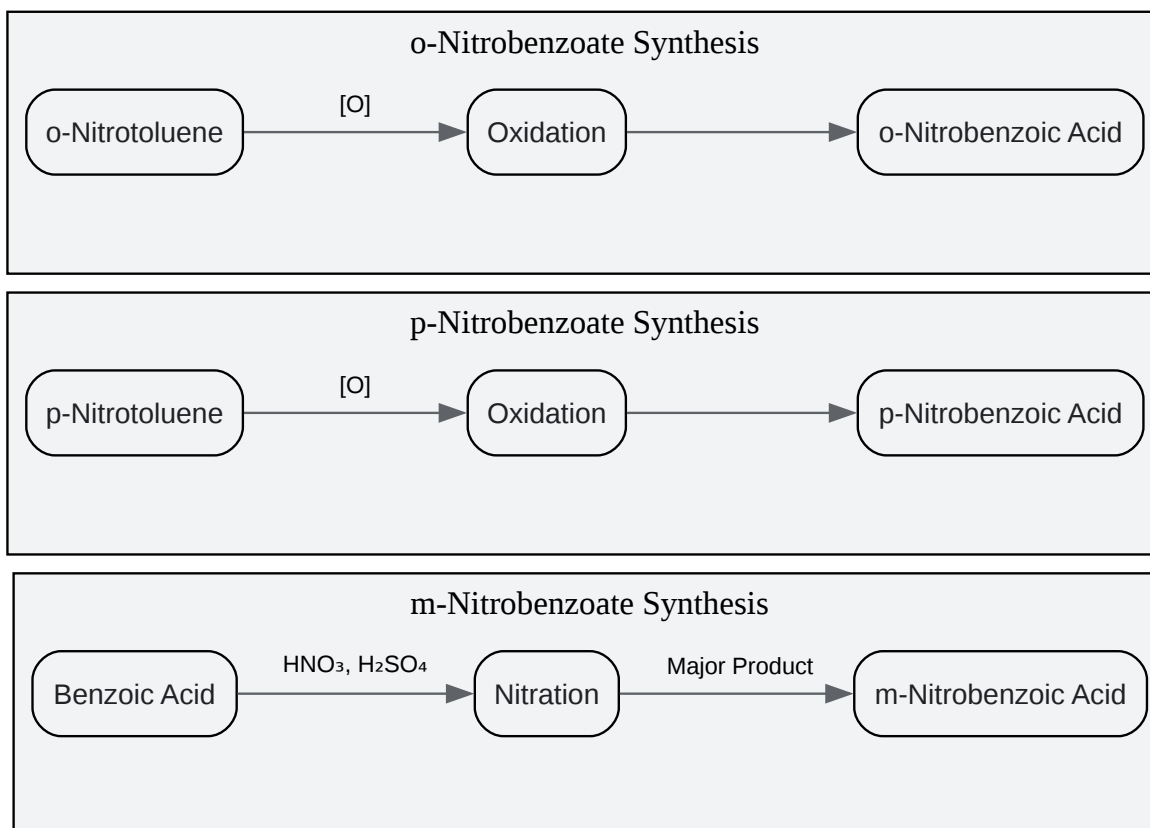 o-Nitrobenzoate Synthesis
o-Nitrotoluene
[O]
Oxidation
o-Nitrobenzoic Acid
p-Nitrobenzoate Synthesis
p-Nitrotoluene
[O]
Oxidation
p-Nitrobenzoic Acid
m-Nitrobenzoate Synthesis
Benzoic Acid
HNO₃, H₂SO₄
Nitration
Major Product
m-Nitrobenzoic Acid